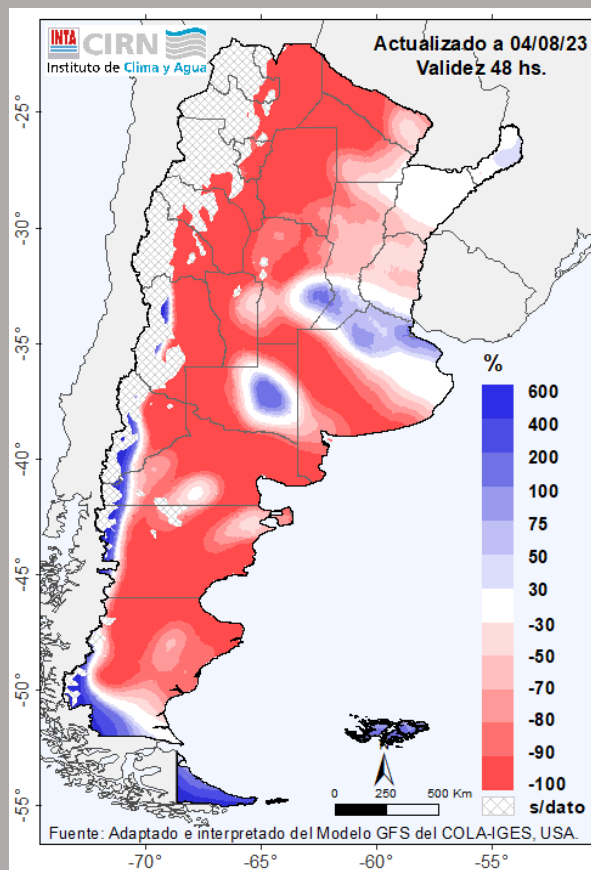 INTA CIRN
Instituto de Clima y Agua
Actualizado a 04/08/23
Validez 48 hs.
-25°
-30°
-35°
-40°
-45°
-50°
-55°
%
600
400
200
100
75
50
30
-30
-50
-70
-80
-90
-100
s/dato
0 250 500 Km
Fuente: Adaptado e interpretado del Modelo GFS del COLA-IGES, USA.
-70° -65° -60° -55°